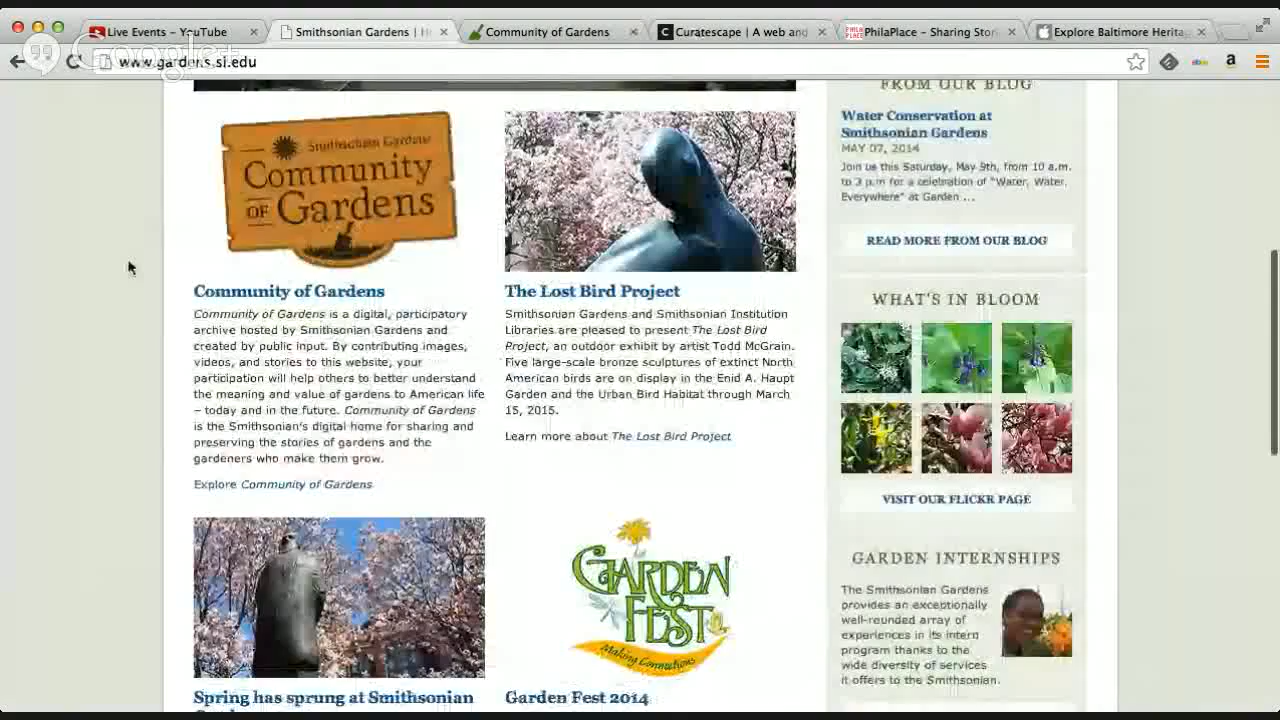 Live Events – YouTube
Smithsonian Gardens | H
Community of Gardens
Curatescape | A web and
PhilaPlace - Sharing Stor
Explore Baltimore Heritag
Google+
www.gardens.si.edu
Smithsonian Gardens
Community
OF Gardens
Community of Gardens
Community of Gardens is a digital, participatory
archive hosted by Smithsonian Gardens and
created by public input. By contributing images,
videos, and stories to this website, your
participation will help others to better understand
the meaning and value of gardens to American life
– today and in the future. Community of Gardens
is the Smithsonian's digital home for sharing and
preserving the stories of gardens and the
gardeners who make them grow.
Explore Community of Gardens
The Lost Bird Project
Smithsonian Gardens and Smithsonian Institution
Libraries are pleased to present The Lost Bird
Project, an outdoor exhibit by artist Todd McGrain.
Five large-scale bronze sculptures of extinct North
American birds are on display in the Enid A. Haupt
Garden and the Urban Bird Habitat through March
15, 2015.
Learn more about The Lost Bird Project
Spring has sprung at Smithsonian
GARDEN
FEST
Making Connections
Garden Fest 2014
FROM OUR BLOG
Water Conservation at
Smithsonian Gardens
MAY 07, 2014
Join us this Saturday, May 9th, from 10 a.m.
to 3 p.m for a celebration of "Water, Water,
Everywhere" at Garden ...
READ MORE FROM OUR BLOG
WHAT'S IN BLOOM
VISIT OUR FLICKR PAGE
GARDEN INTERNSHIPS
The Smithsonian Gardens
provides an exceptionally
well-rounded array of
experiences in its intern
program thanks to the
wide diversity of services
it offers to the Smithsonian.